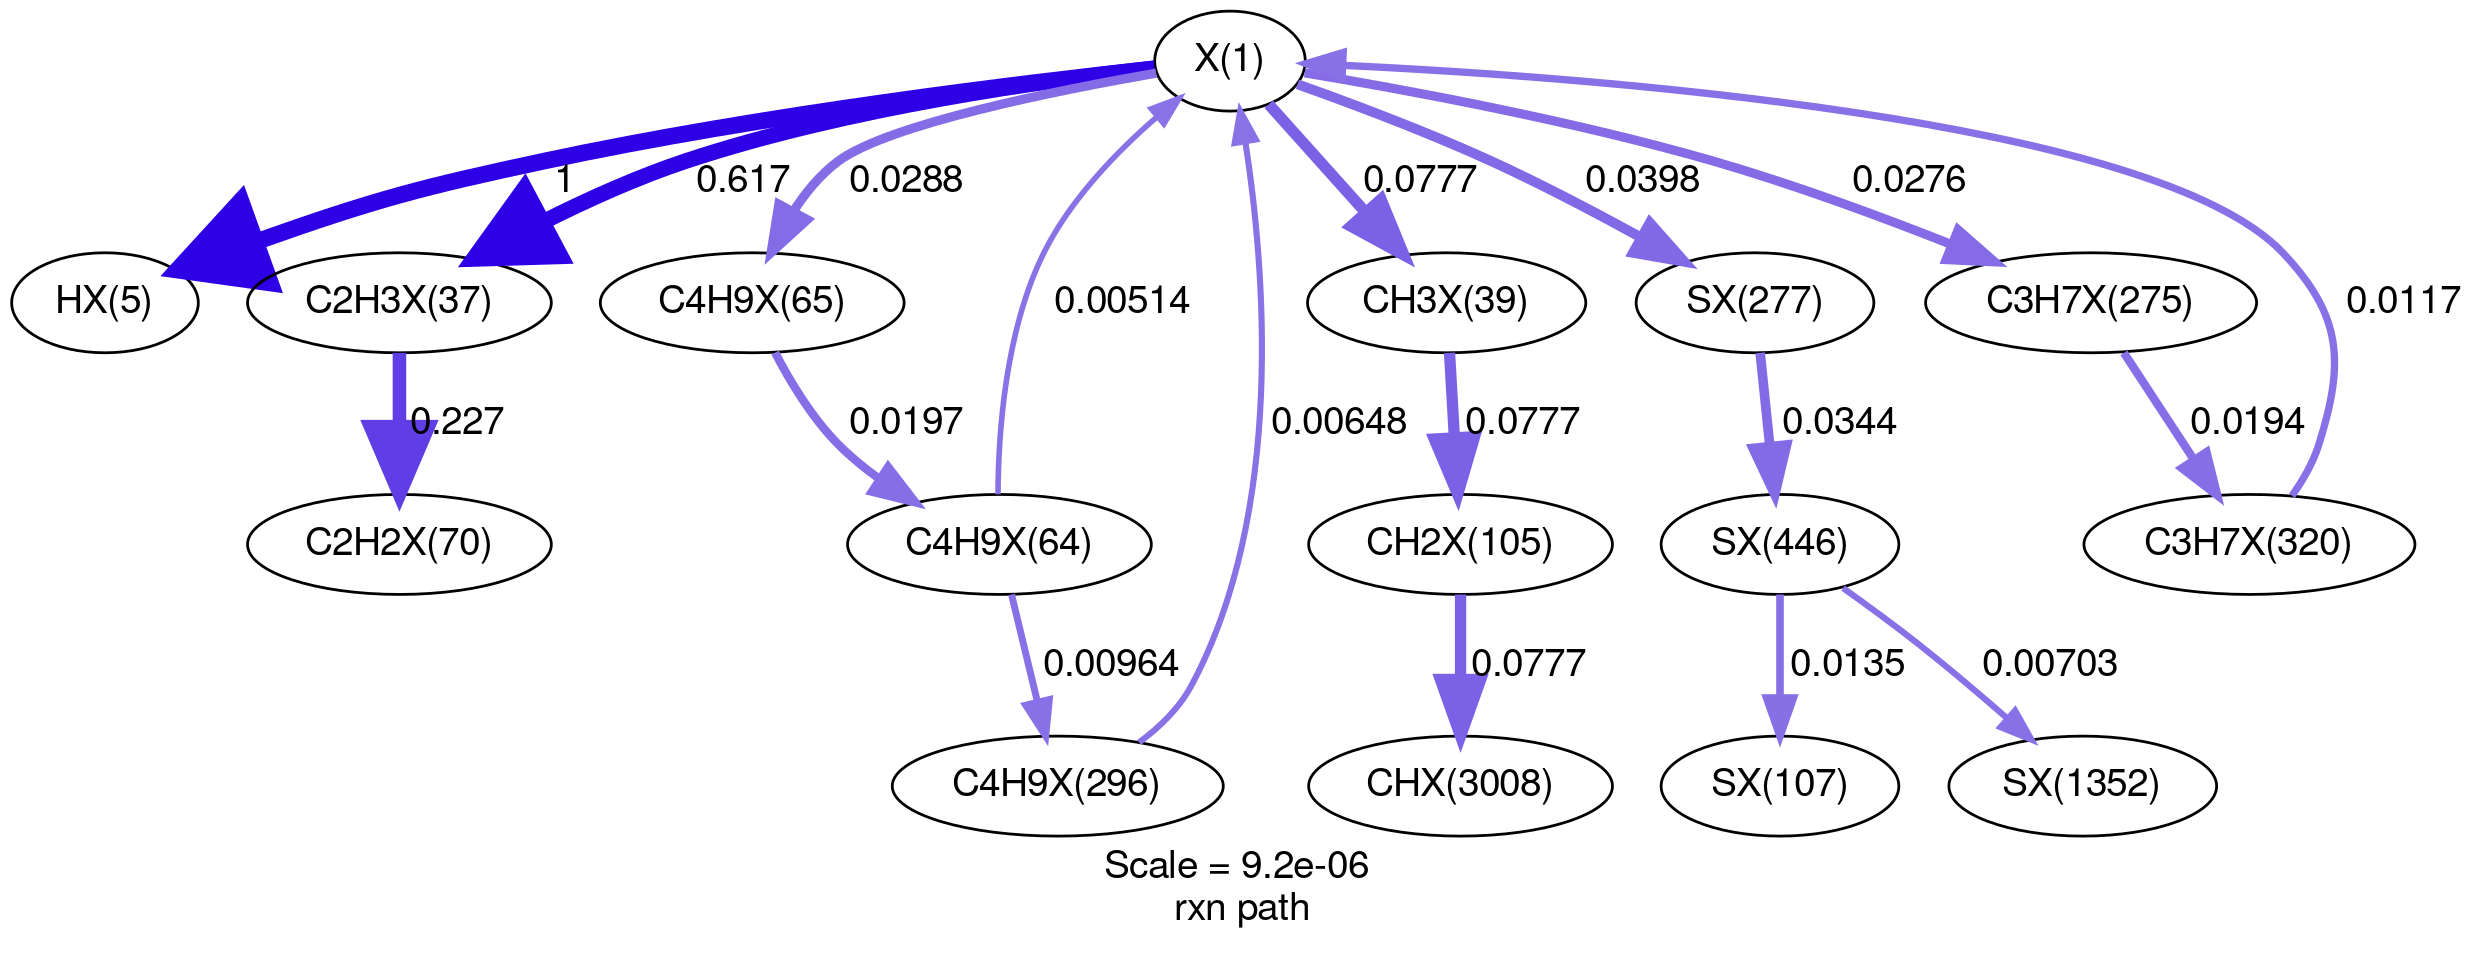 X(1)
1
0.617
0.0288
0.0777
0.0398
0.0276
HX(5)
C2H3X(37)
C4H9X(65)
0.00514
CH3X(39)
SX(277)
C3H7X(275)
0.0117
0.227
0.0197
0.00648
0.0777
0.0344
0.0194
C2H2X(70)
C4H9X(64)
CH2X(105)
SX(446)
C3H7X(320)
0.00964
0.0777
0.0135
0.00703
C4H9X(296)
CHX(3008)
SX(107)
SX(1352)
Scale = 9.2e-06
rxn path